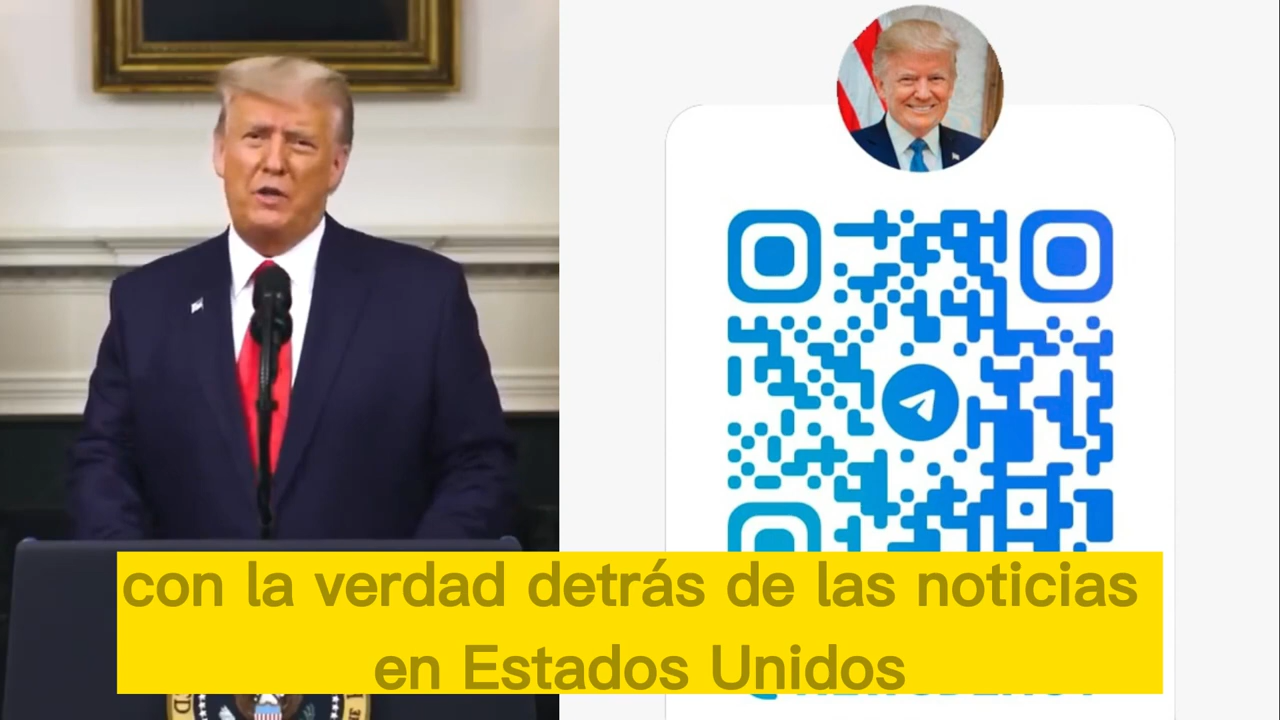 con la verdad detrás de las noticias
en Estados Unidos